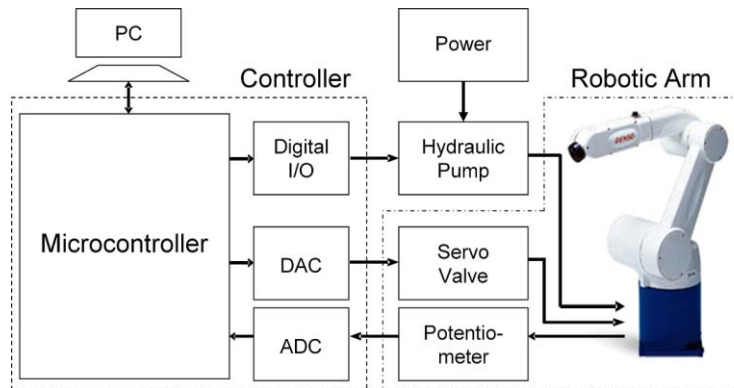 PC
Power
Controller
Robotic Arm
Digital
I/O
Hydraulic
Pump
DENSO
Microcontroller
DAC
Servo
Valve
ADC
Potentio-
meter